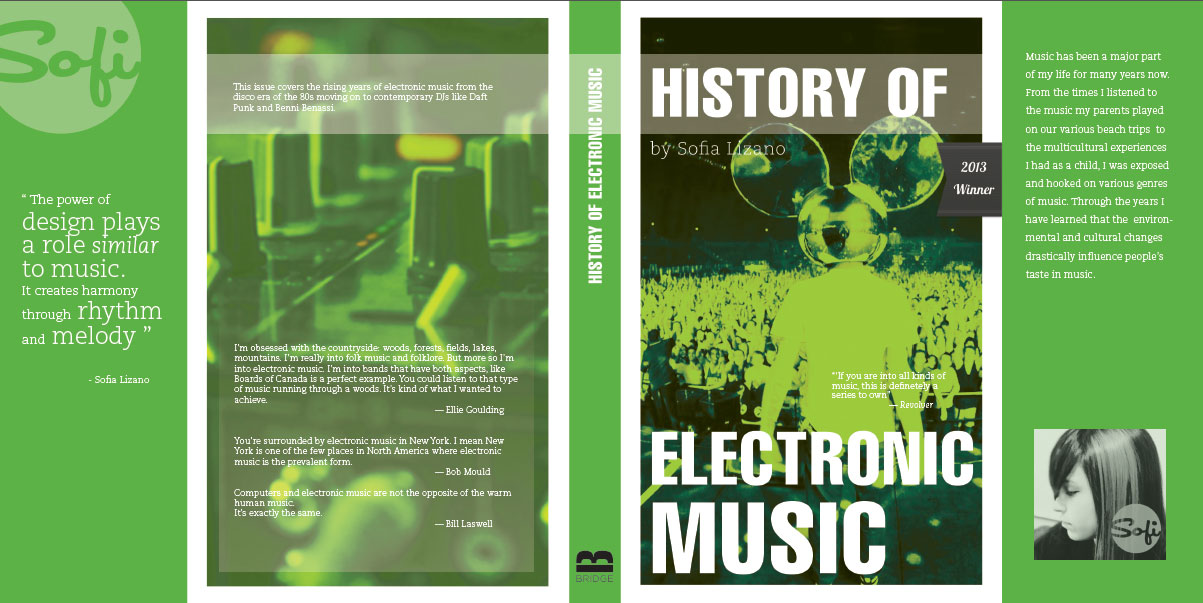 Sofi
“ The power of
design plays
a role similar
to music.
It creates harmony
through rhythm
and melody ”
- Sofia Lizano
This issue covers the rising years of electronic music from the
disco era of the 80s moving on to contemporary DJs like Daft
Punk and Benni Benassi.
I'm obsessed with the countryside: woods, forests, fields, lakes,
mountains. I'm really into folk music and folklore. But more so I'm
into electronic music. I'm into bands that have both aspects, like
Boards of Canada is a perfect example. You could listen to that type
of music running through a woods. It's kind of what I wanted to
achieve.
— Ellie Goulding
You're surrounded by electronic music in New York. I mean New
York is one of the few places in North America where electronic
music is the prevalent form.
— Bob Mould
Computers and electronic music are not the opposite of the warm
human music.
It's exactly the same.
— Bill Laswell
HISTORY OF ELECTRONIC MUSIC
B
BRIDGE
HISTORY OF
by Sofia Lizano
2013
Winner
"'If you are into all kinds of
music, this is definetely a
series to own"
— Revolver
ELECTRONIC
MUSIC
Music has been a major part
of my life for many years now.
From the times I listened to
the music my parents played
on our various beach trips to
the multicultural experiences
I had as a child, I was exposed
and hooked on various genres
of music. Through the years I
have learned that the environ-
mental and cultural changes
drastically influence people's
taste in music.
Sofi